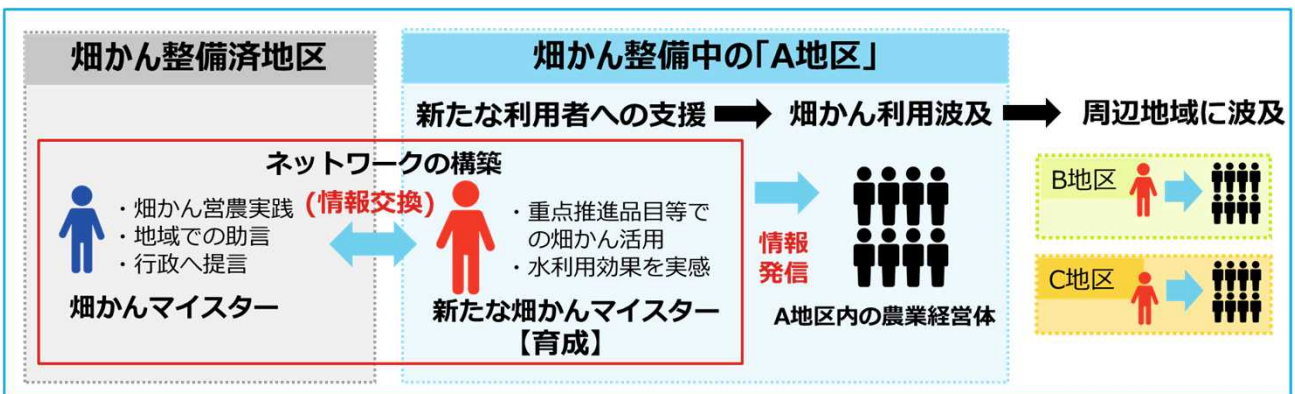 畑かん整備済地区
畑かん整備中の「A地区」
新たな利用者への支援
畑かん利用波及
周辺地域に波及
ネットワークの構築
(情報交換)
・畑かん営農実践
・地域での助言
・行政へ提言
畑かんマイスター
・重点推進品目等で
の畑かん活用
・水利用効果を実感
新たな畑かんマイスター
【育成】
情報
発信
A地区内の農業経営体
B地区
C地区